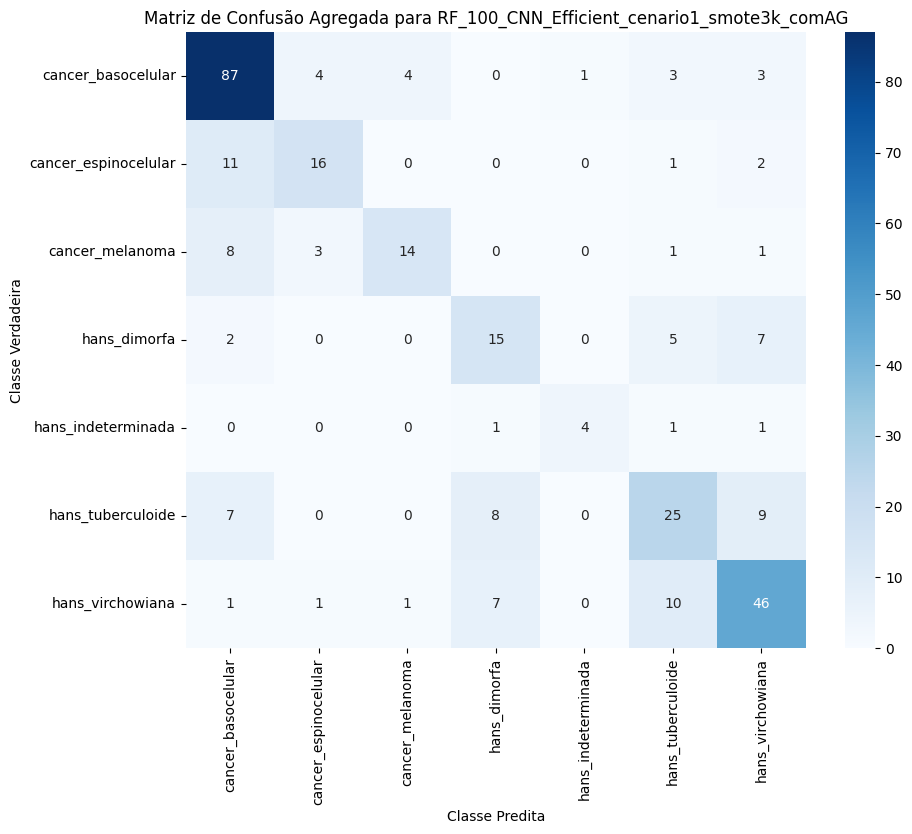 Matriz de Confusão Agregada para RF_100_CNN_Efficient_cenario1_smote3k_comAG
cancer_basocelular 87 4 4 0 1 3 3
cancer_espinocelular 11 16 0 0 0 1 2
cancer_melanoma 8 3 14 0 0 1 1
hans_dimorfa 2 0 0 15 0 5 7
hans_indeterminada 0 0 0 1 4 1 1
hans_tuberculoide 7 0 0 8 0 25 9
hans_virchowiana 1 1 1 7 0 10 46
Classe Verdadeira
cancer_basocelular
cancer_espinocelular
cancer_melanoma
hans_dimorfa
hans_indeterminada
hans_tuberculoide
hans_virchowiana
Classe Predita
80
70
60
50
40
30
20
10
0